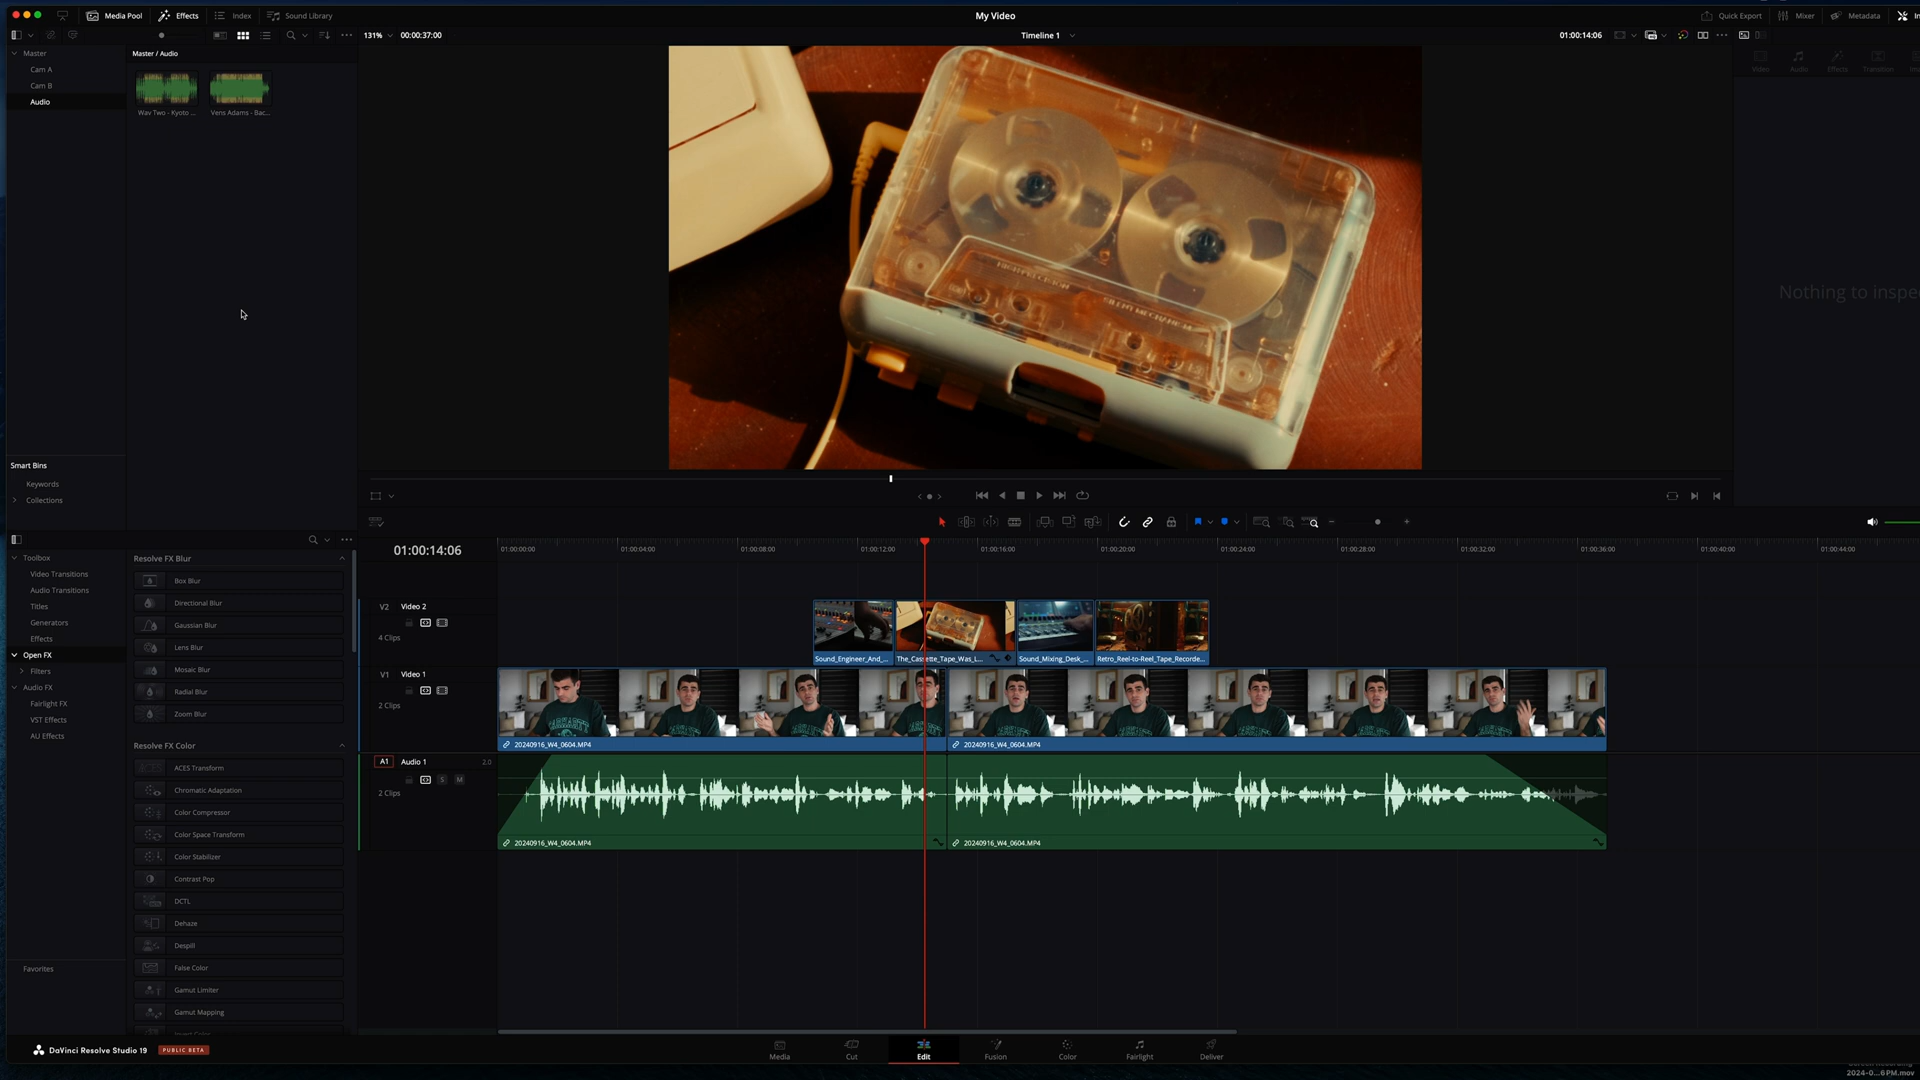 Media Pool
Effects
Index
Sound Library
My Video
Quick Export
Mixer
Metadata
131%
00:00:37:00
Timeline 1
01:00:14:06
Master
Cam A
Cam B
Audio
Master / Audio
Wav Two - Kyoto ...
Vens Adams - Bac...
Video
Audio
Effects
Transition
Nothing to inspe
Smart Bins
Keywords
Collections
Toolbox
Video Transitions
Audio Transitions
Titles
Generators
Effects
Open FX
Filters
Audio FX
Fairlight FX
VST Effects
AU Effects
Favorites
Resolve FX Blur
Box Blur
Directional Blur
Gaussian Blur
Lens Blur
Mosaic Blur
Radial Blur
Zoom Blur
Resolve FX Color
ACES Transform
Chromatic Adaptation
Color Compressor
Color Space Transform
Color Stabilizer
Contrast Pop
DCTL
Dehaze
Despill
False Color
Gamut Limiter
Gamut Mapping
01:00:14:06
01:00:00:00
01:00:04:00
01:00:08:00
01:00:12:00
01:00:16:00
01:00:20:00
01:00:24:00
01:00:28:00
01:00:32:00
01:00:36:00
01:00:40:00
01:00:44:00
V2
Video 2
4 Clips
Sound_Engineer_And_...
The_Cassette_Tape_Was_L...
Sound_Mixing_Desk_...
Retro_Reel-to-Reel_Tape_Recorde...
V1
Video 1
2 Clips
20240916_W4_0604.MP4
20240916_W4_0604.MP4
A1
Audio 1
2.0
S
M
2 Clips
20240916_W4_0604.MP4
20240916_W4_0604.MP4
DaVinci Resolve Studio 19
PUBLIC BETA
Media
Cut
Edit
Fusion
Color
Fairlight
Deliver
2024-0...6PM.mov